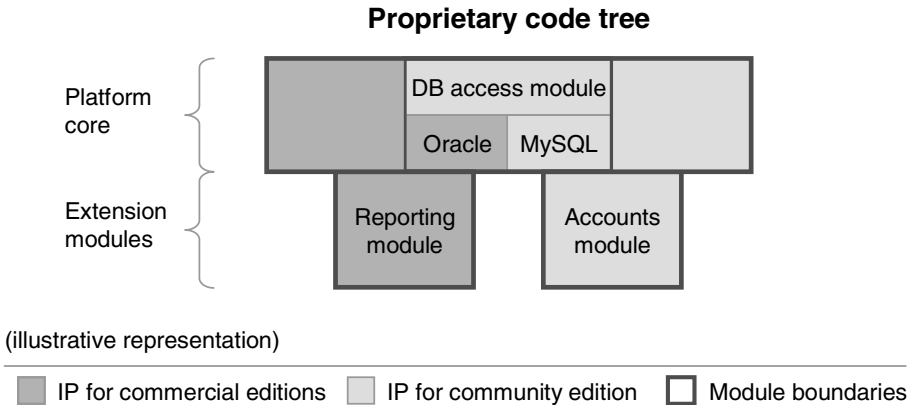 Proprietary code tree
Platform
core
DB access module
Oracle
MySQL
Extension
modules
Reporting
module
Accounts
module
(illustrative representation)
IP for commercial editions
IP for community edition
Module boundaries